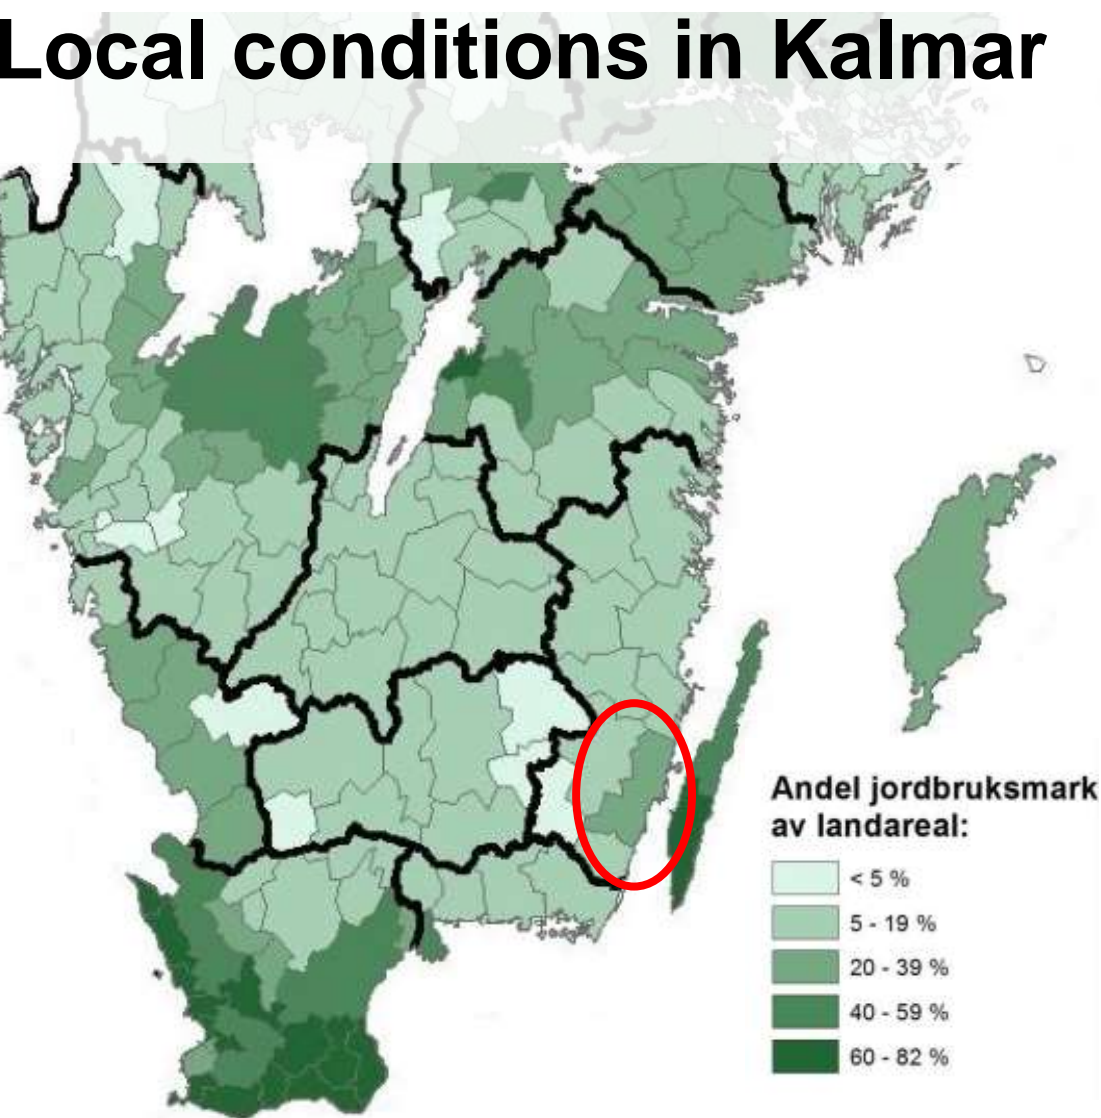 Local conditions in Kalmar
Andel jordbruksmark
av landareal:
< 5 %
5 - 19 %
20 - 39 %
40 - 59 %
60 - 82 %